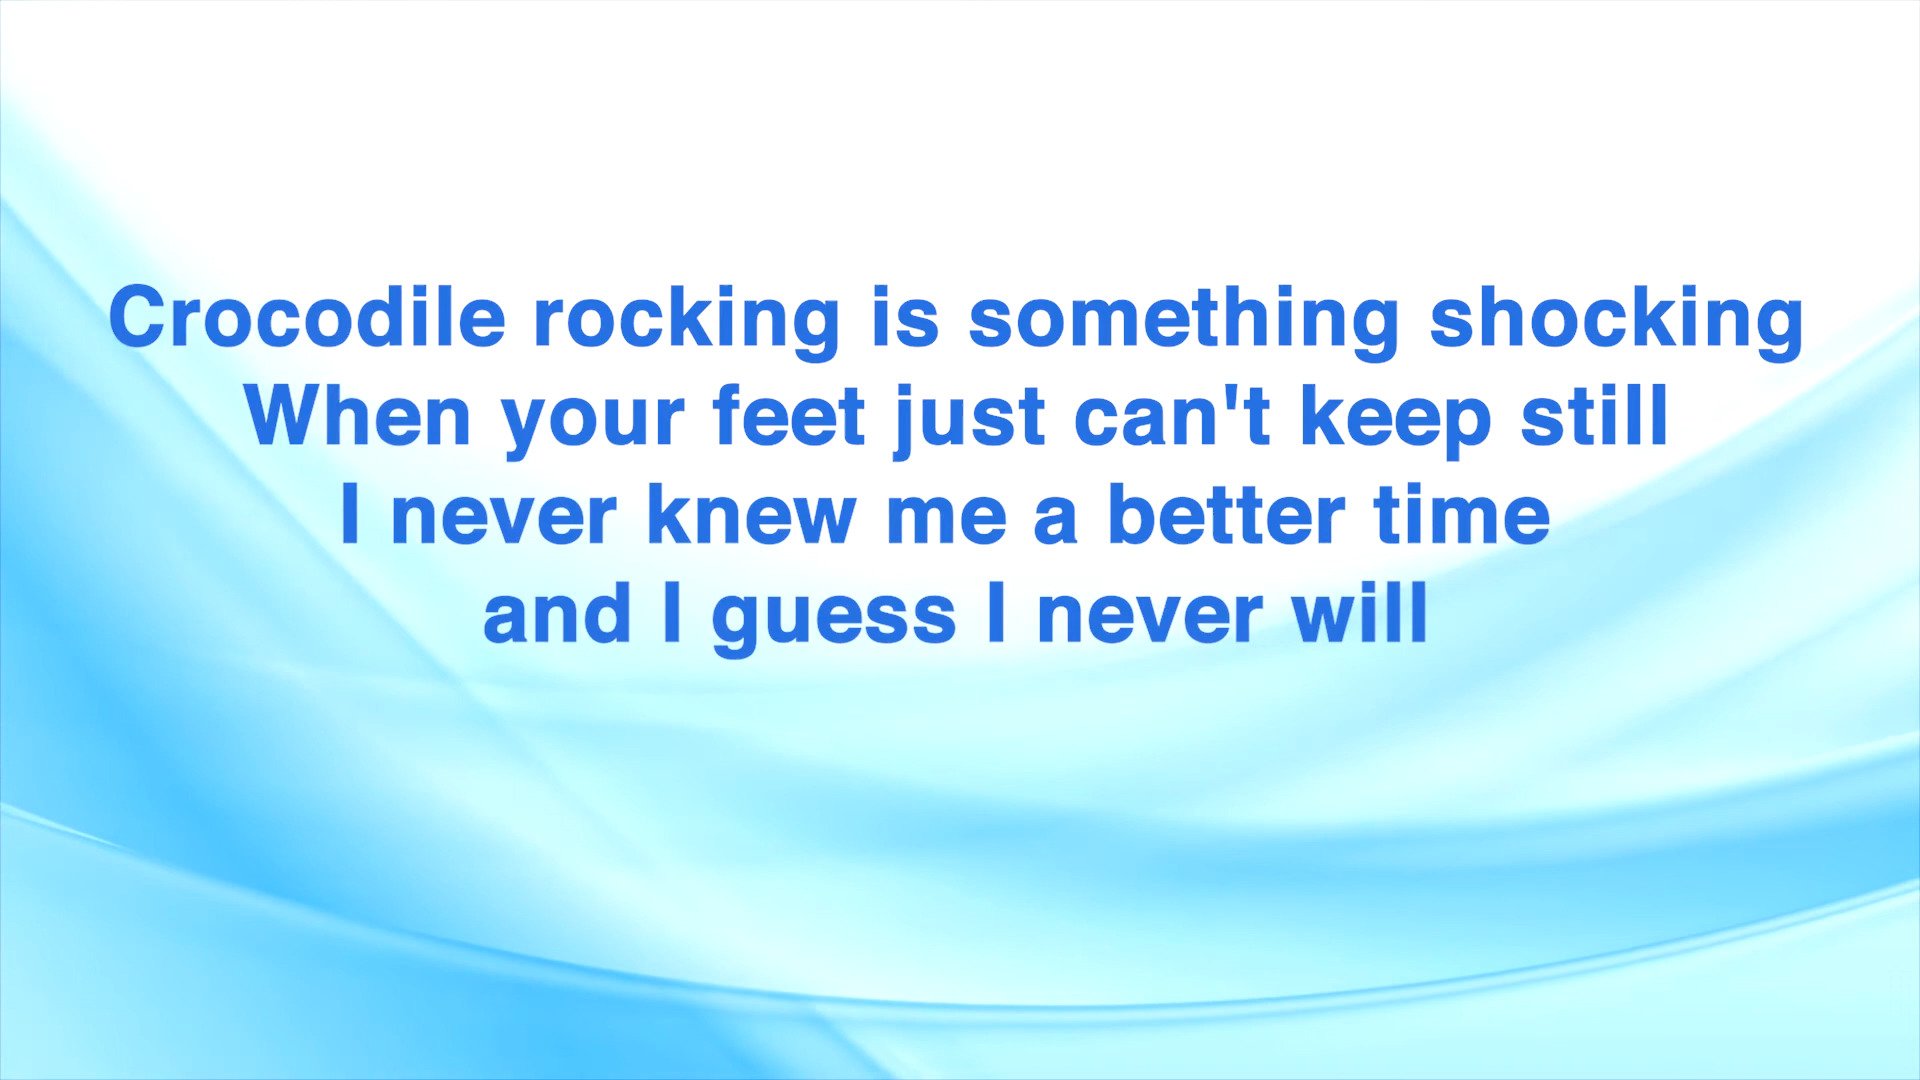 Crocodile rocking is something shocking
When your feet just can't keep still
I never knew me a better time
and I guess I never will